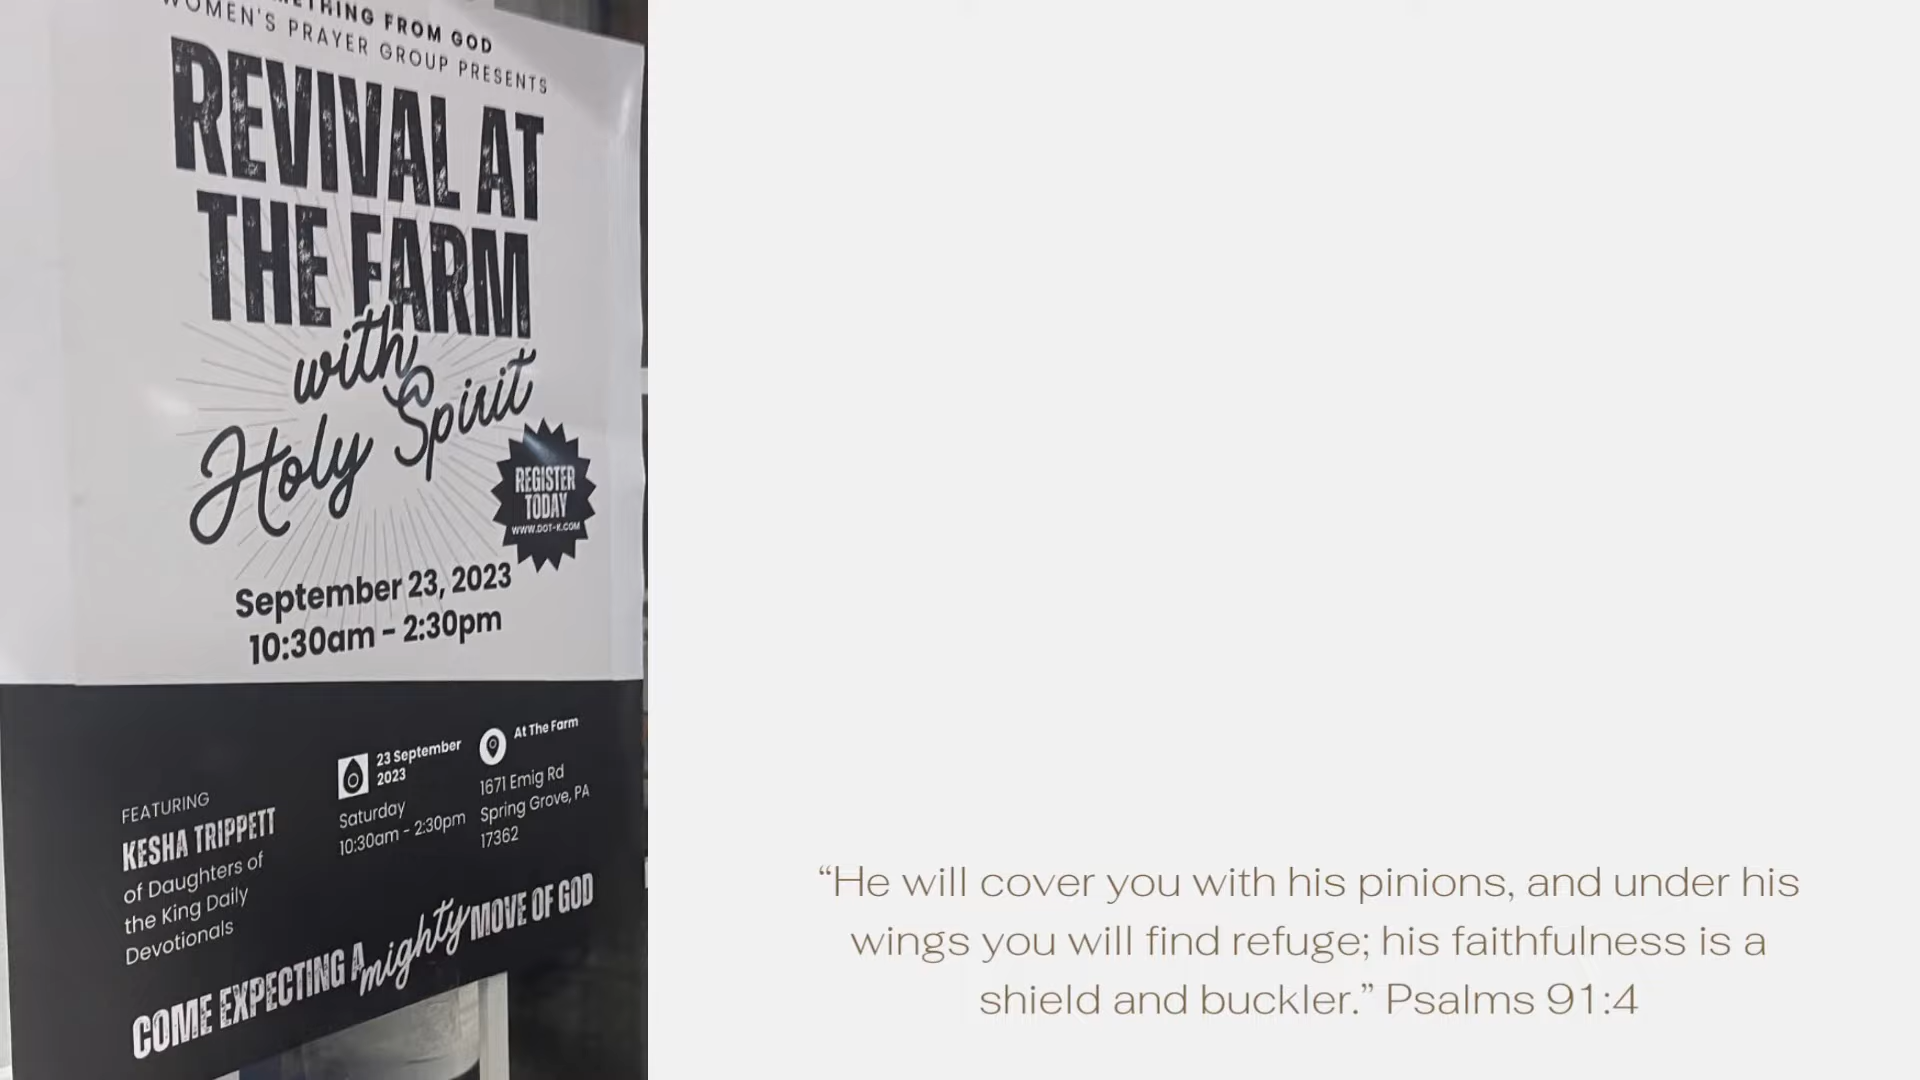 THING FROM GOD
WOMEN'S PRAYER GROUP PRESENTS
REVIVAL AT
THE FARM
with
Holy Spirit
REGISTER
TODAY
WWW.DOT-K.COM
September 23, 2023
10:30am - 2:30pm
FEATURING
KESHA TRIPPETT
of Daughters of
the King Daily
Devotionals
23 September
2023
Saturday
10:30am - 2:30pm
At The Farm
1671 Emig Rd
Spring Grove, PA
17362
COME EXPECTING A mighty MOVE OF GOD
“He will cover you with his pinions, and under his
wings you will find refuge; his faithfulness is a
shield and buckler.” Psalms 91:4